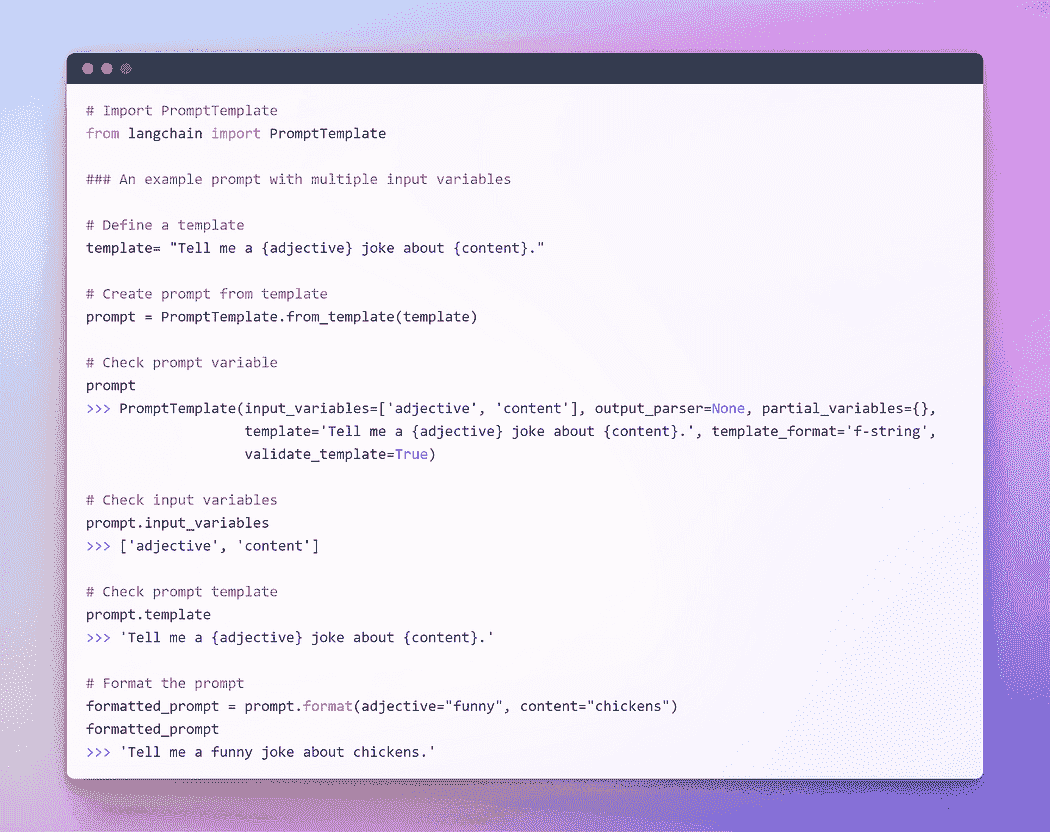 # Import PromptTemplate
from langchain import PromptTemplate
### An example prompt with multiple input variables
# Define a template
template= "Tell me a {adjective} joke about {content}."
# Create prompt from template
prompt = PromptTemplate.from_template(template)
# Check prompt variable
prompt
>>> PromptTemplate(input_variables=['adjective', 'content'], output_parser=None, partial_variables={},
template='Tell me a {adjective} joke about {content}.', template_format='f-string',
validate_template=True)
# Check input variables
prompt.input_variables
>>> ['adjective', 'content']
# Check prompt template
prompt.template
>>> 'Tell me a {adjective} joke about {content}.'
# Format the prompt
formatted_prompt = prompt.format(adjective="funny", content="chickens")
formatted_prompt
>>> 'Tell me a funny joke about chickens.'